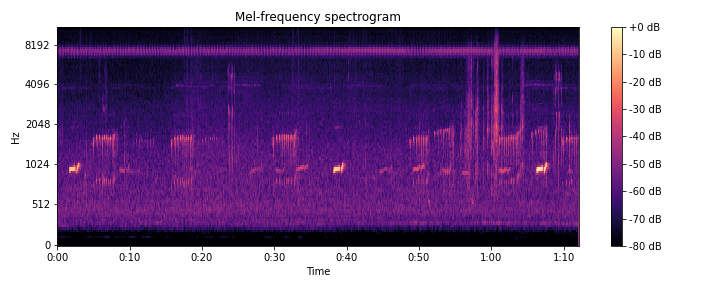 Mel-frequency spectrogram
8192
4096
2048
1024
512
0
Hz
0:00 0:10 0:20 0:30 0:40 0:50 1:00 1:10
Time
+0 dB
-10 dB
-20 dB
-30 dB
-40 dB
-50 dB
-60 dB
-70 dB
-80 dB